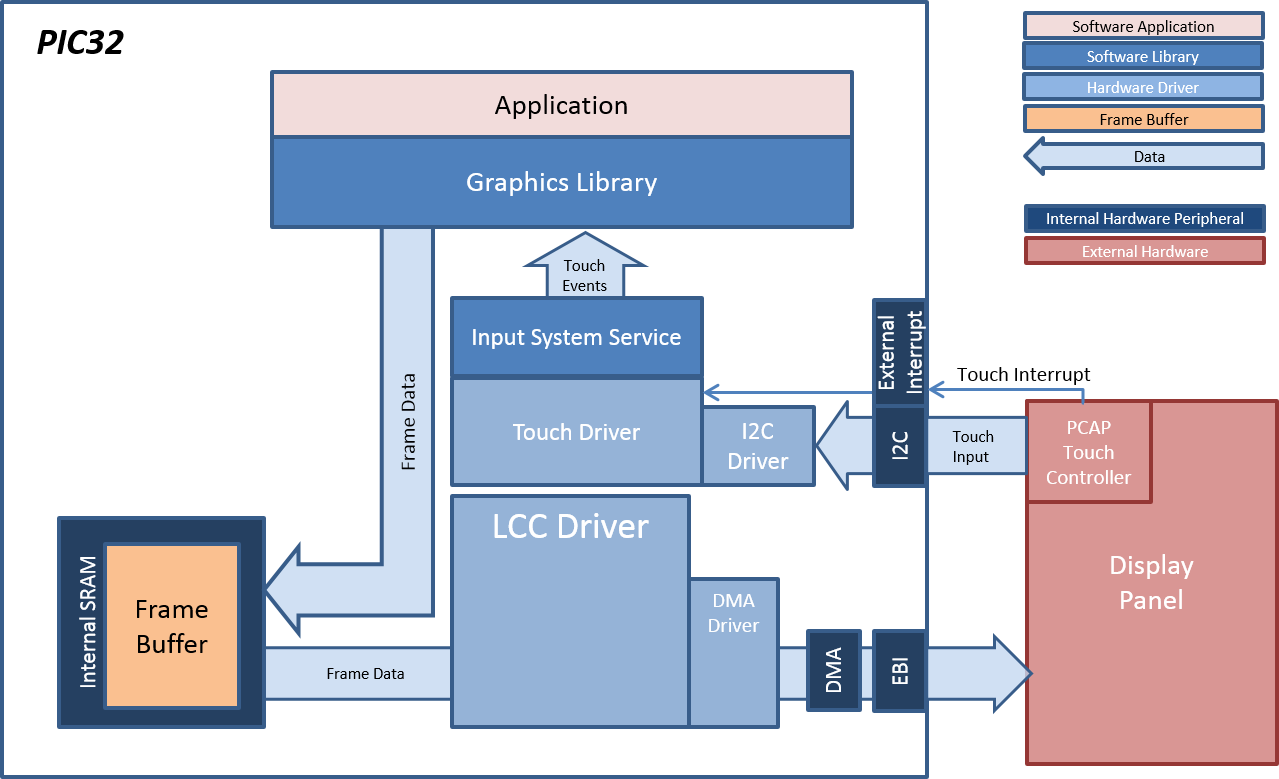 PIC32
Application
Graphics Library
Touch
Events
Input System Service
Touch Driver
I2C
Driver
Frame Data
External
Interrupt
I2C
Touch Interrupt
Touch
Input
PCAP
Touch
Controller
Display
Panel
LCC Driver
DMA
Driver
DMA
EBI
Internal SRAM
Frame
Buffer
Frame Data
Software Application
Software Library
Hardware Driver
Frame Buffer
Data
Internal Hardware Peripheral
External Hardware